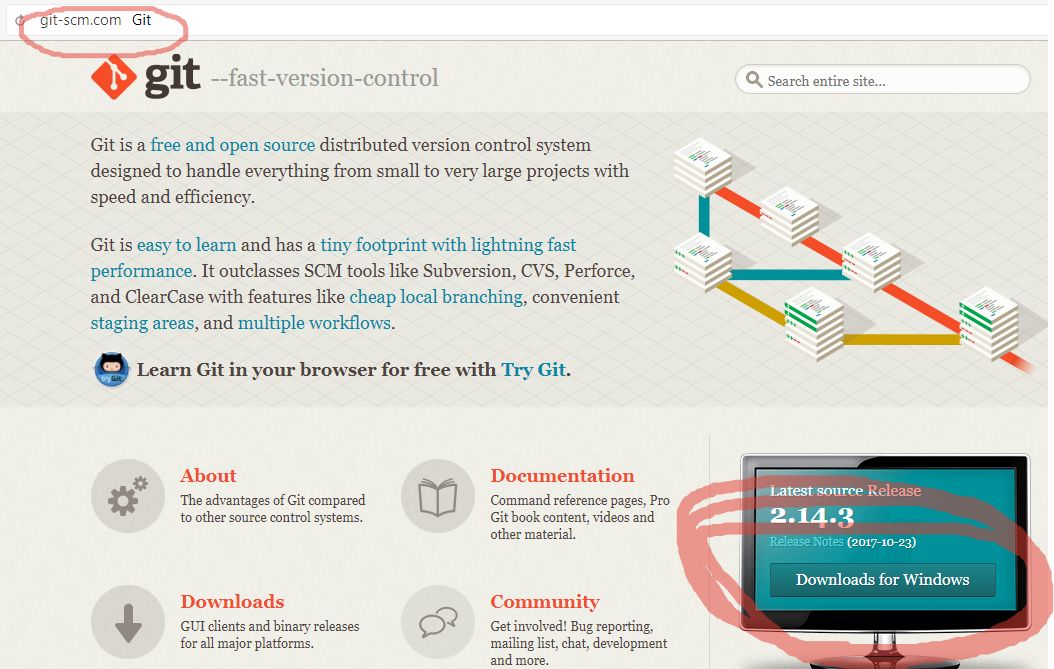 git-scm.com Git
git --fast-version-control
Search entire site...
Git is a free and open source distributed version control system
designed to handle everything from small to very large projects with
speed and efficiency.
Git is easy to learn and has a tiny footprint with lightning fast
performance. It outclasses SCM tools like Subversion, CVS, Perforce,
and ClearCase with features like cheap local branching, convenient
staging areas, and multiple workflows.
tryGit
Learn Git in your browser for free with Try Git.
About
The advantages of Git compared
to other source control systems.
Documentation
Command reference pages, Pro
Git book content, videos and
other material.
Downloads
GUI clients and binary releases
for all major platforms.
Community
Get involved! Bug reporting,
mailing list, chat, development
and more.
Latest source Release
2.14.3
Release Notes (2017-10-23)
Downloads for Windows